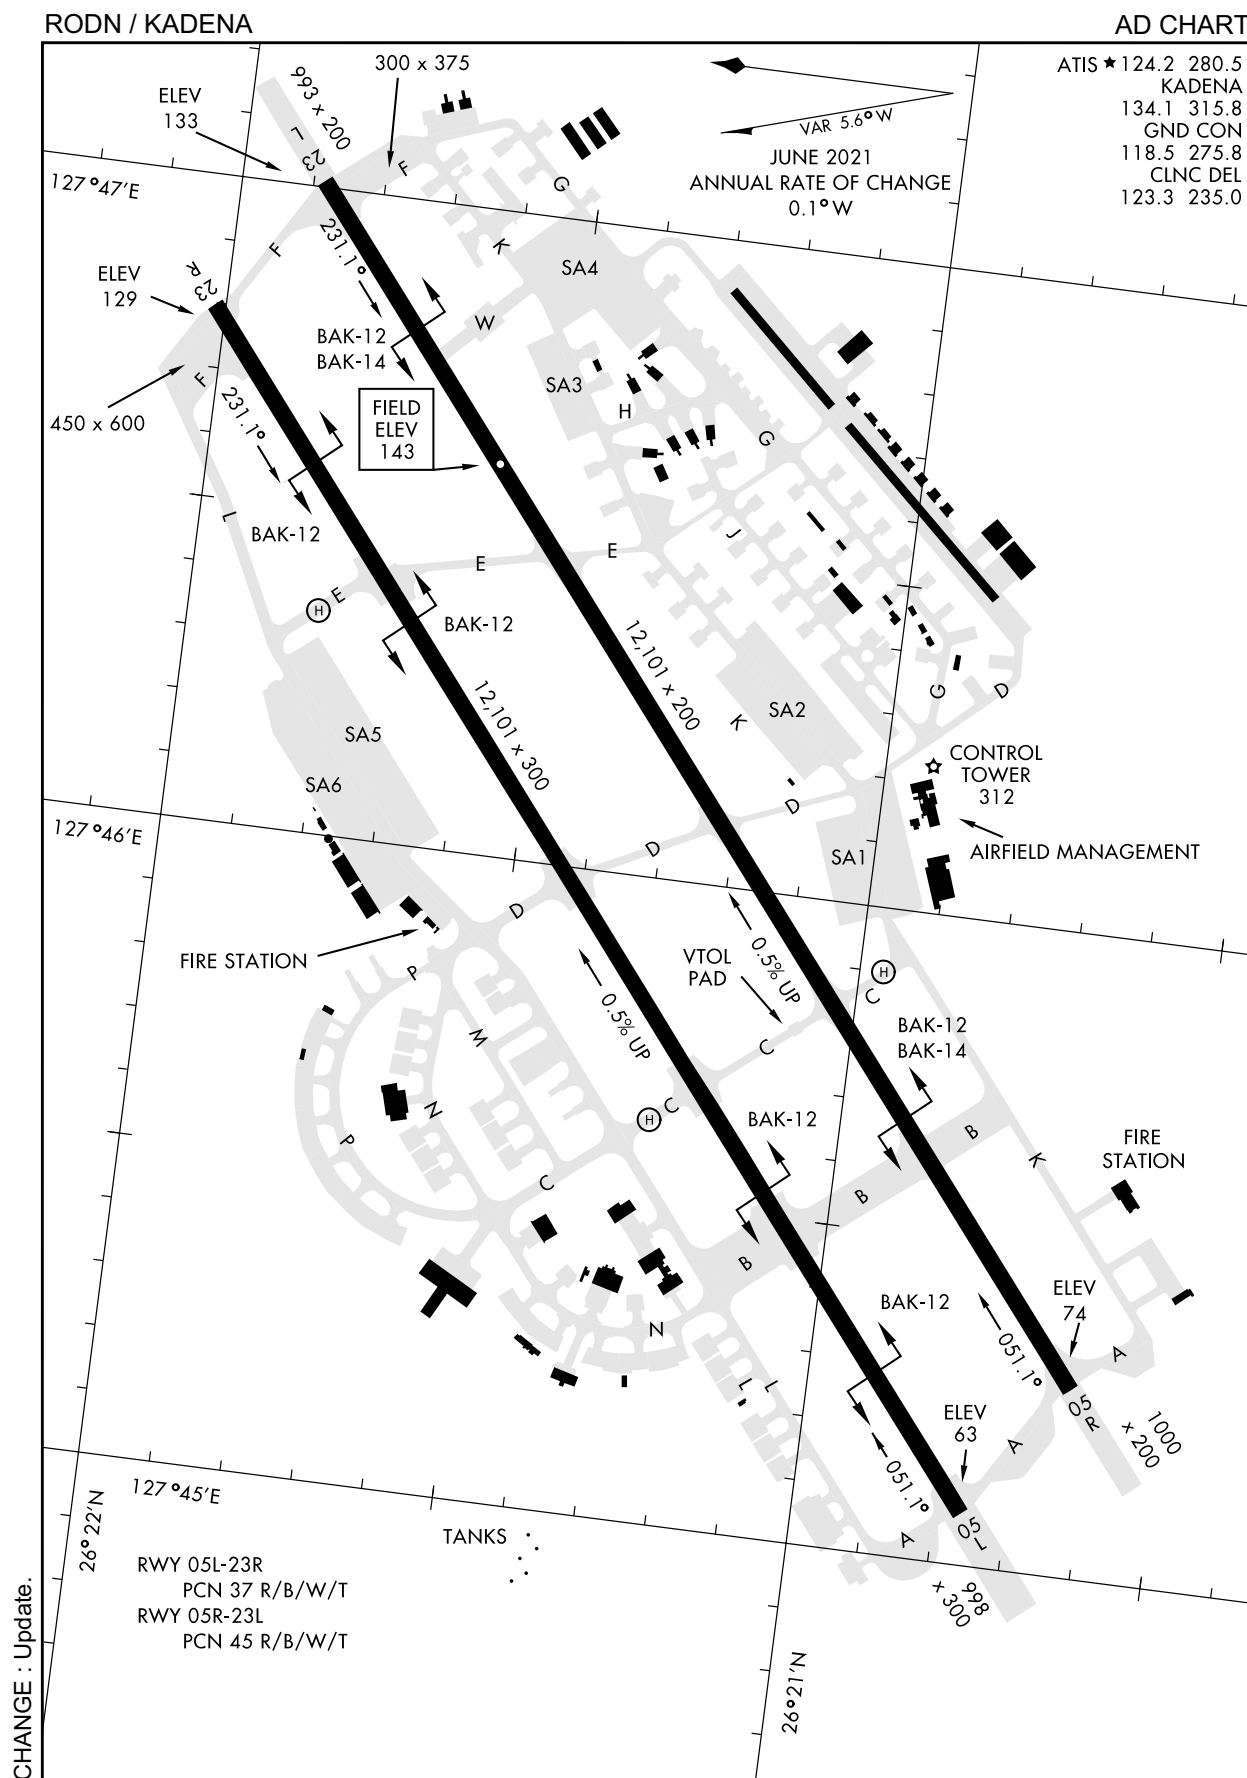 RODN / KADENA
AD CHART
ATIS ★ 124.2 280.5
KADENA
134.1 315.8
GND CON
118.5 275.8
CLNC DEL
123.3 235.0
VAR 5.6° W
JUNE 2021
ANNUAL RATE OF CHANGE
0.1° W
300 x 375
993 x 200
ELEV
133
23
L
F
127°47'E
F
G
K
231.1°
SA4
ELEV
129
23
R
W
BAK-12
BAK-14
SA3
F
450 x 600
231.1°
FIELD
ELEV
143
H
G
L
BAK-12
J
E
E
E
H
BAK-12
12,101 x 200
12,101 x 300
K
SA2
G
D
SA5
SA6
CONTROL
TOWER
312
D
127°46'E
D
SA1
AIRFIELD MANAGEMENT
D
FIRE STATION
P
VTOL
PAD
0.5% UP
0.5% UP
H
C
M
C
BAK-12
BAK-14
N
C
H
BAK-12
P
B
K
FIRE
STATION
C
B
B
BAK-12
ELEV
74
N
051.1°
A
L
L
05
R
1000
x 200
ELEV
63
A
051.1°
05
L
A
127°45'E
26°22'N
TANKS
998
x 300
RWY 05L-23R
PCN 37 R/B/W/T
RWY 05R-23L
PCN 45 R/B/W/T
26°21'N
CHANGE : Update.